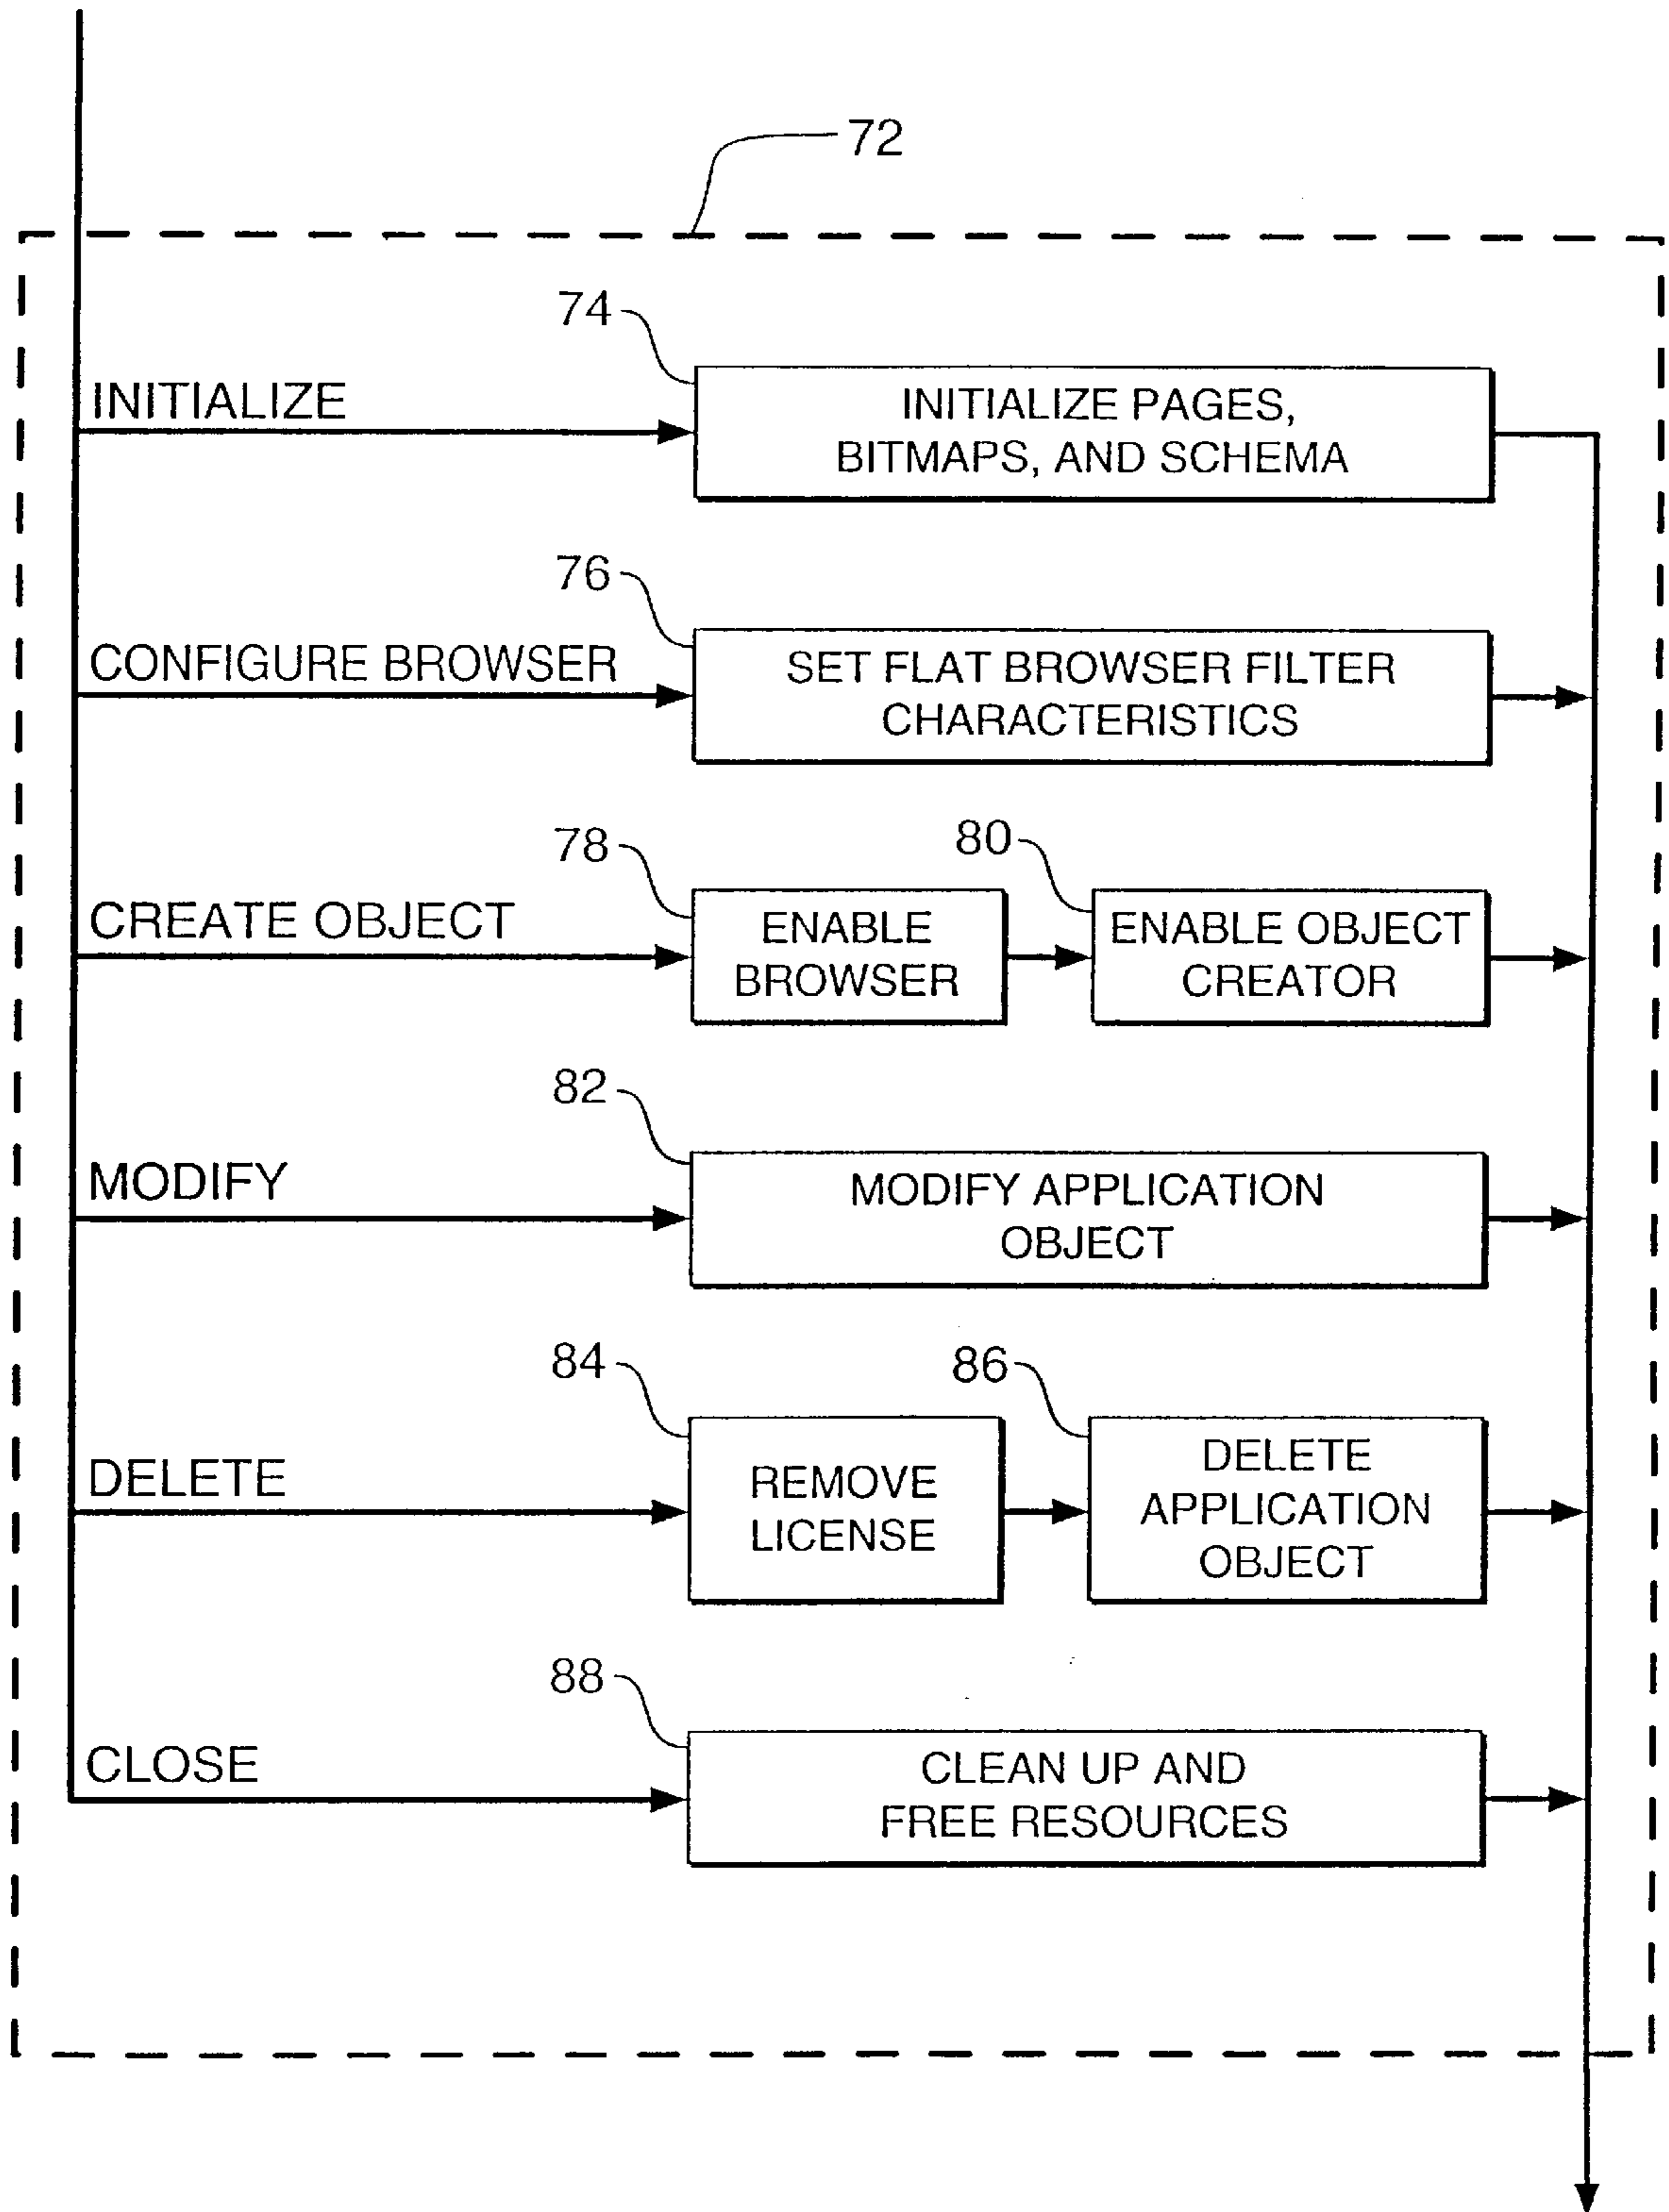 72
74
INITIALIZE
INITIALIZE PAGES,
BITMAPS, AND SCHEMA
76
CONFIGURE BROWSER
SET FLAT BROWSER FILTER
CHARACTERISTICS
78
80
CREATE OBJECT
ENABLE
BROWSER
ENABLE OBJECT
CREATOR
82
MODIFY
MODIFY APPLICATION
OBJECT
84
86
DELETE
REMOVE
LICENSE
DELETE
APPLICATION
OBJECT
88
CLOSE
CLEAN UP AND
FREE RESOURCES